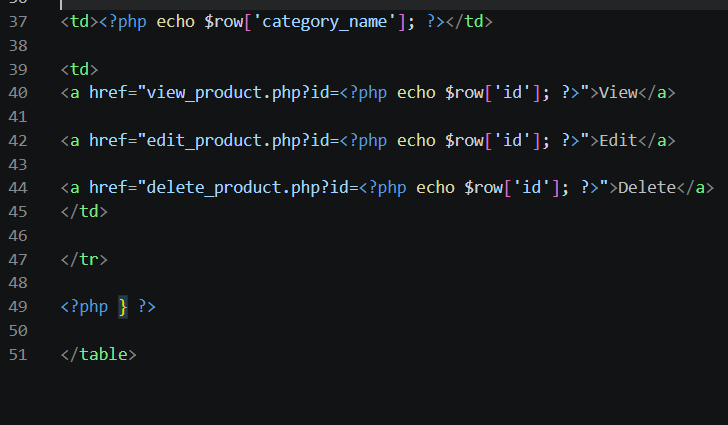 37 <td><?php echo $row['category_name']; ?></td>
38
39 <td>
40 <a href="view_product.php?id=<?php echo $row['id']; ?>">View</a>
41
42 <a href="edit_product.php?id=<?php echo $row['id']; ?>">Edit</a>
43
44 <a href="delete_product.php?id=<?php echo $row['id']; ?>">Delete</a>
45 </td>
46
47 </tr>
48
49 <?php } ?>
50
51 </table>